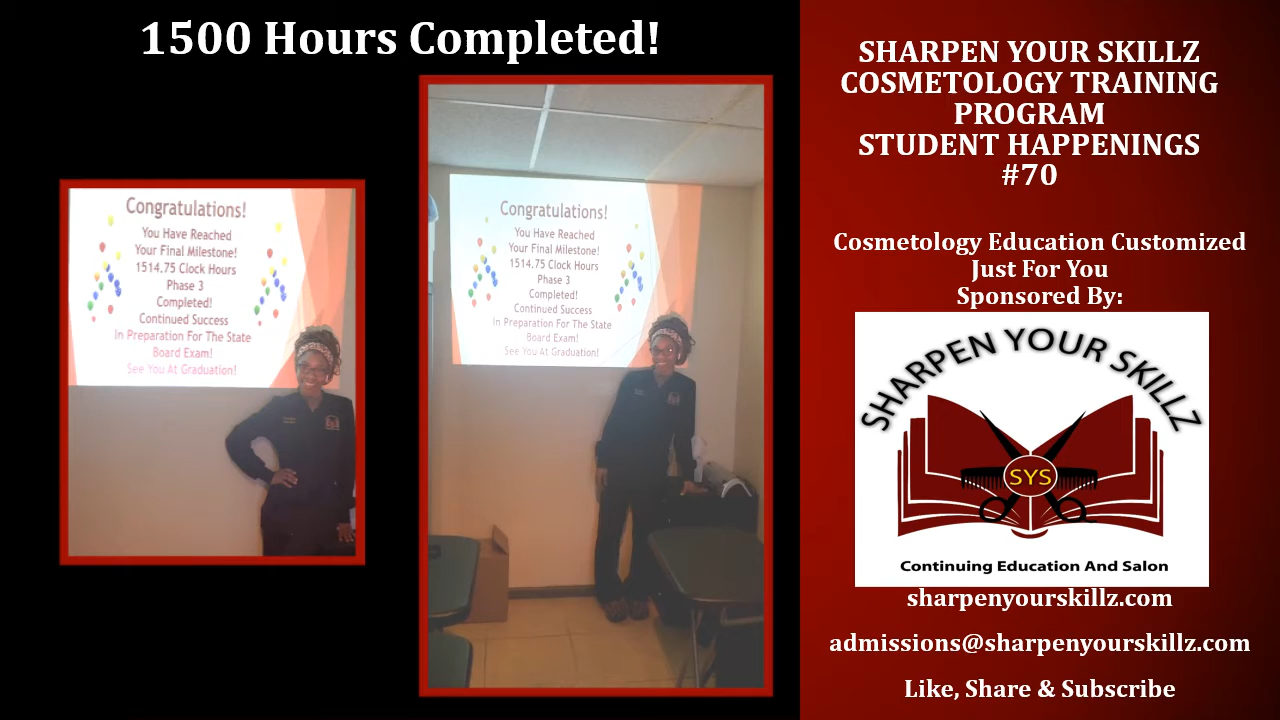 1500 Hours Completed!
Congratulations!
You Have Reached
Your Final Milestone!
1514.75 Clock Hours
Phase 3
Completed!
Continued Success
In Preparation For The State
Board Exam!
See You At Graduation!
Congratulations!
You Have Reached
Your Final Milestone!
1514.75 Clock Hours
Phase 3
Completed!
Continued Success
In Preparation For The State
Board Exam!
See You At Graduation!
SHARPEN YOUR SKILLZ
COSMETOLOGY TRAINING
PROGRAM
STUDENT HAPPENINGS
#70
Cosmetology Education Customized
Just For You
Sponsored By:
SHARPEN YOUR SKILLZ
SYS
Continuing Education And Salon
sharpenyourskillz.com
admissions@sharpenyourskillz.com
Like, Share & Subscribe